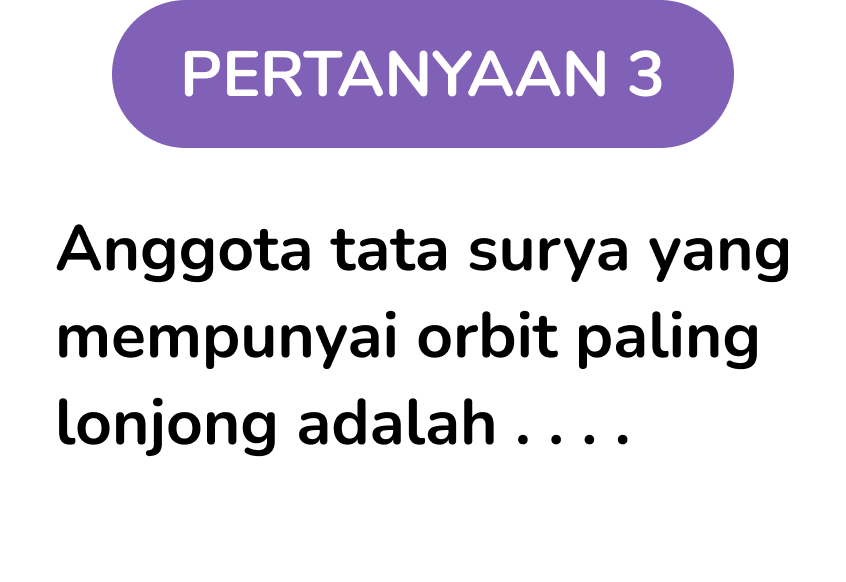 PERTANYAAN 3
Anggota tata surya yang
mempunyai orbit paling
lonjong adalah . . . .